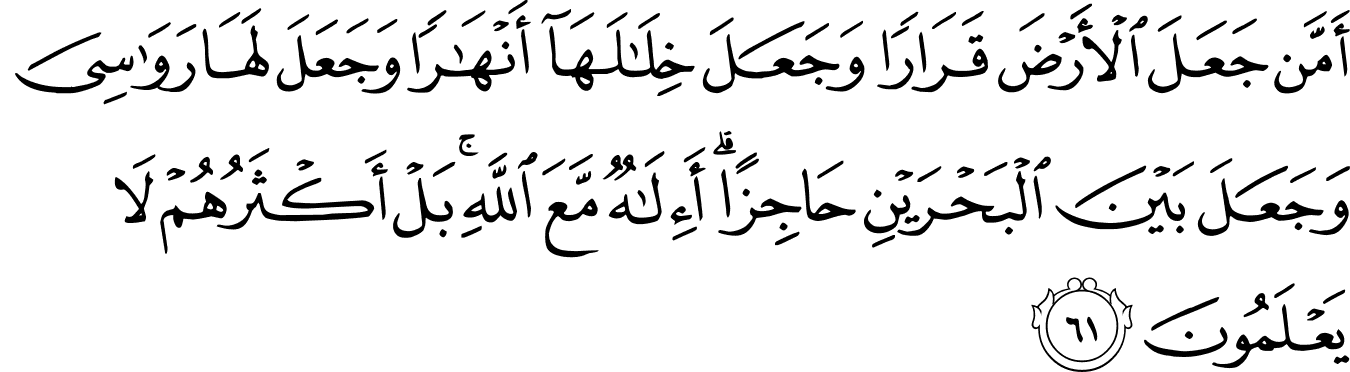 أَمَّن جَعَلَ ٱلْأَرْضَ قَرَارًا وَجَعَلَ خِلَٰلَهَآ أَنْهَٰرًا وَجَعَلَ لَهَا رَوَٰسِىَ
وَجَعَلَ بَيْنَ ٱلْبَحْرَيْنِ حَاجِزًا ۗ أَءِلَٰهٌ مَّعَ ٱللَّهِ ۚ بَلْ أَكْثَرُهُمْ لَا
يَعْلَمُونَ ٦١